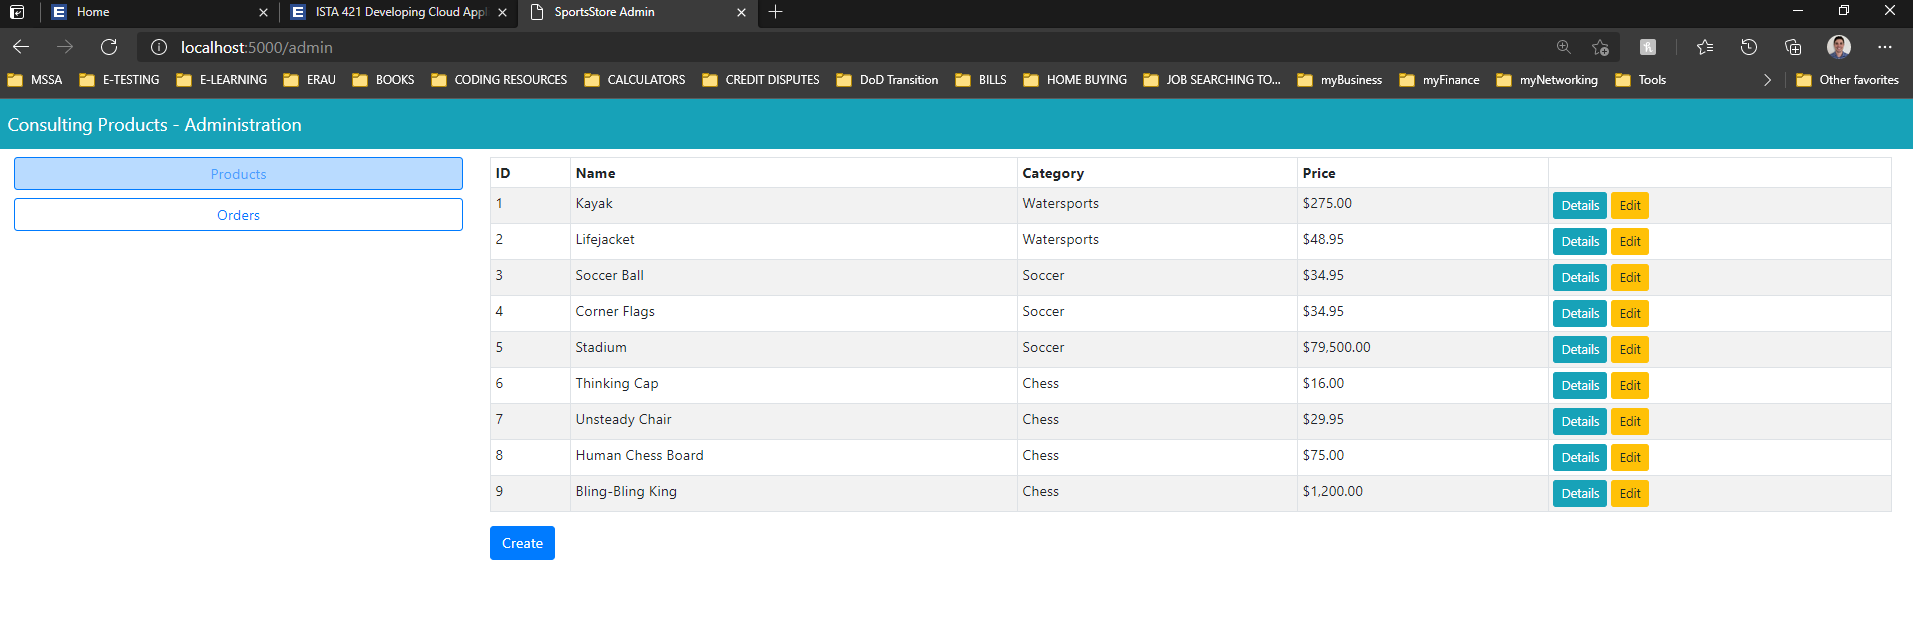 Home ISTA 421 Developing Cloud Appl SportsStore Admin
localhost:5000/admin
MSSA E-TESTING E-LEARNING ERAU BOOKS CODING RESOURCES CALCULATORS CREDIT DISPUTES DoD Transition BILLS HOME BUYING JOB SEARCHING TO... myBusiness myFinance myNetworking Tools Other favorites
Consulting Products - Administration
Products
Orders
ID Name Category Price
1 Kayak Watersports $275.00 Details Edit
2 Lifejacket Watersports $48.95 Details Edit
3 Soccer Ball Soccer $34.95 Details Edit
4 Corner Flags Soccer $34.95 Details Edit
5 Stadium Soccer $79,500.00 Details Edit
6 Thinking Cap Chess $16.00 Details Edit
7 Unsteady Chair Chess $29.95 Details Edit
8 Human Chess Board Chess $75.00 Details Edit
9 Bling-Bling King Chess $1,200.00 Details Edit
Create